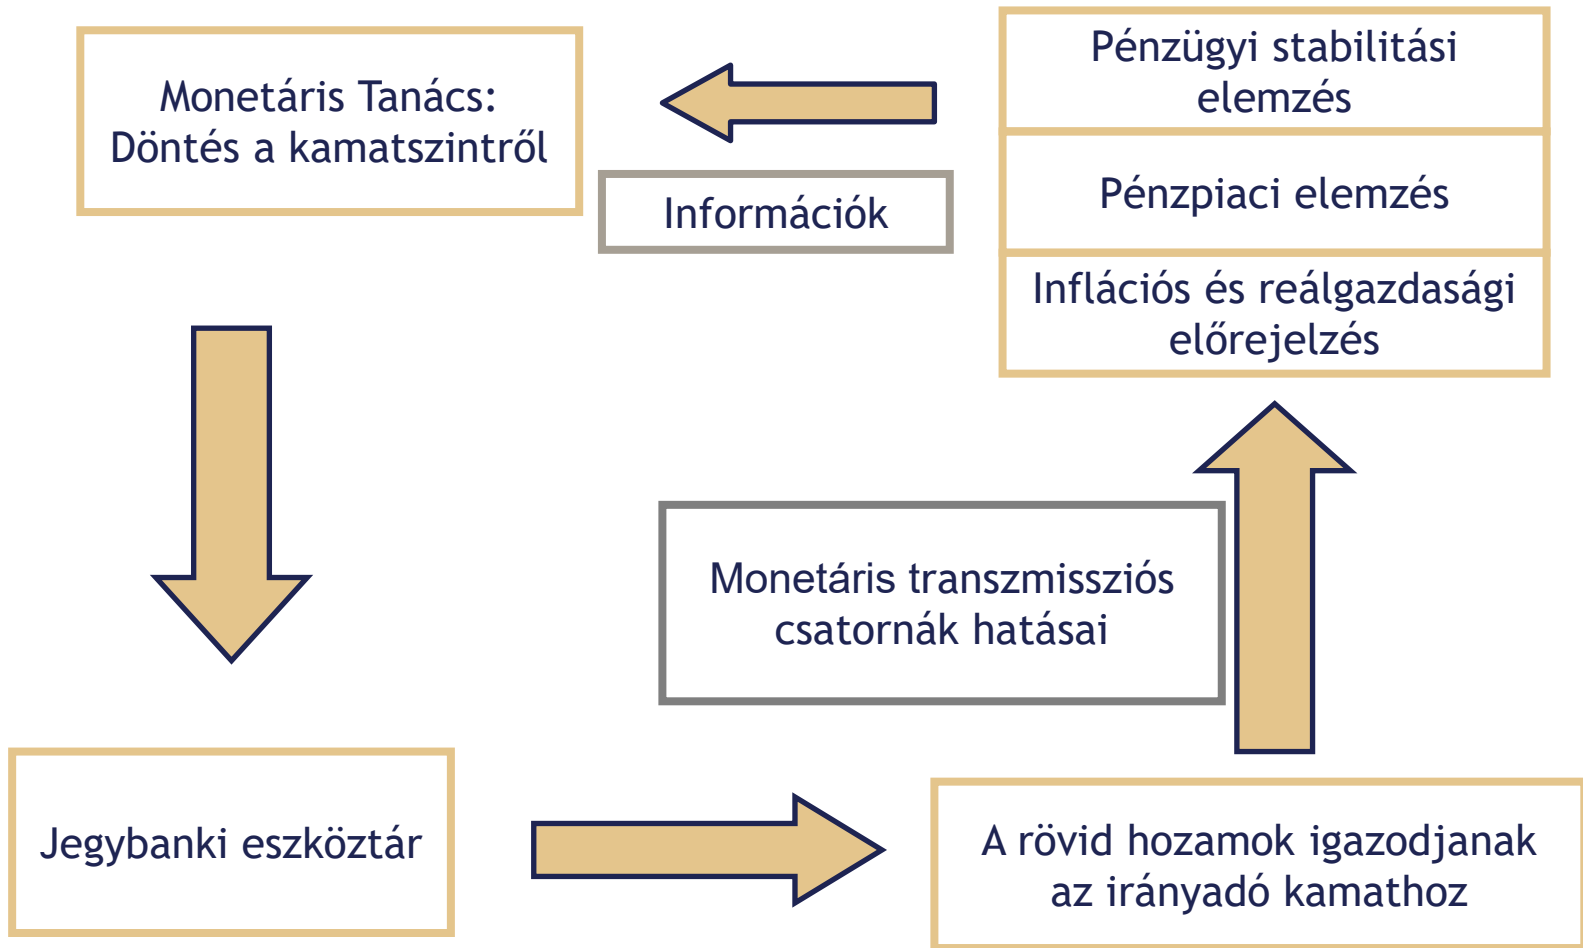 Monetáris Tanács:
Döntés a kamatszintről
Információk
Pénzügyi stabilitási
elemzés
Pénzpiaci elemzés
Inflációs és reálgazdasági
előrejelzés
Monetáris transzmissziós
csatornák hatásai
Jegybanki eszköztár
A rövid hozamok igazodjanak
az irányadó kamathoz